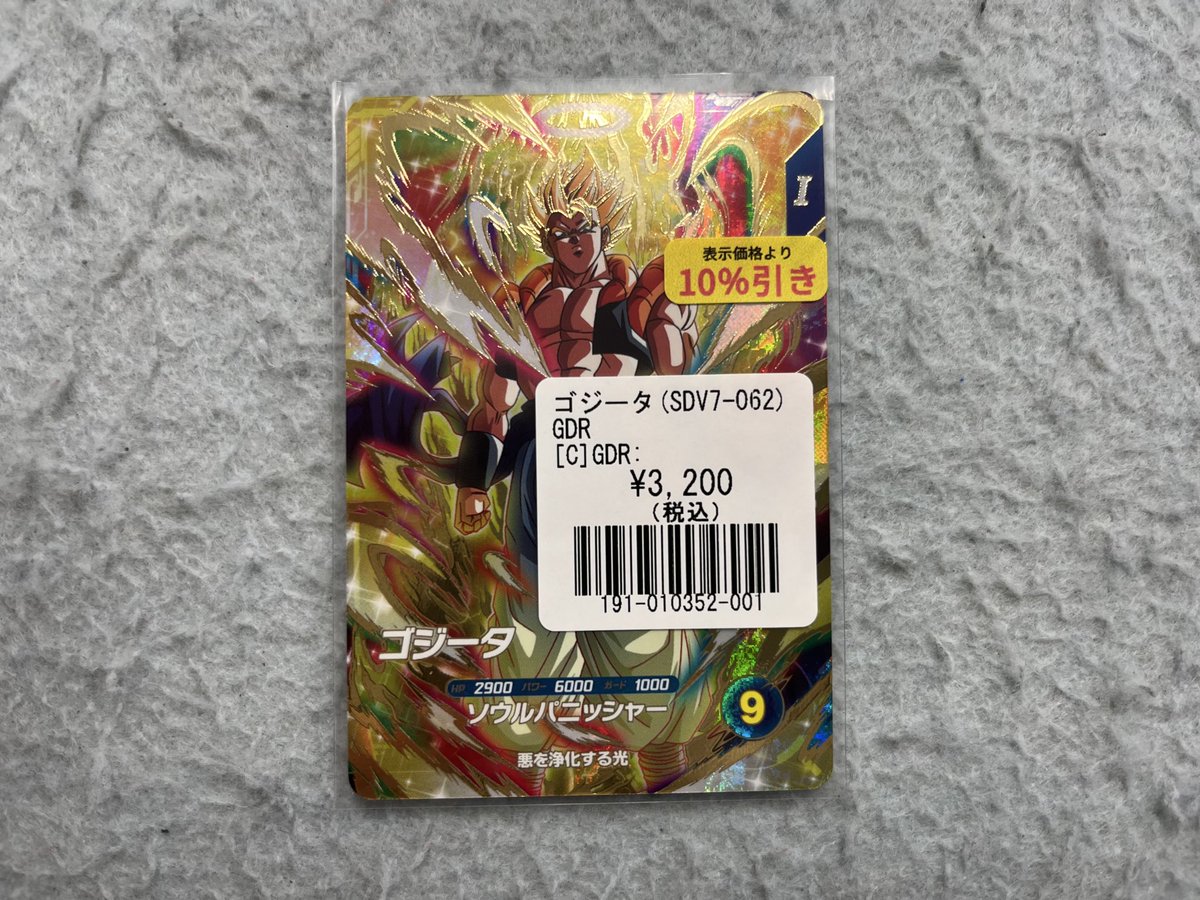 I
表示価格より
10%引き
ゴジータ(SDV7-062)
GDR
[C]GDR:
¥3,200
(税込)
191-010352-001
ゴジータ
HP 2900 パワー 6000 ガード 1000
ソウルパニッシャー
9
悪を浄化する光